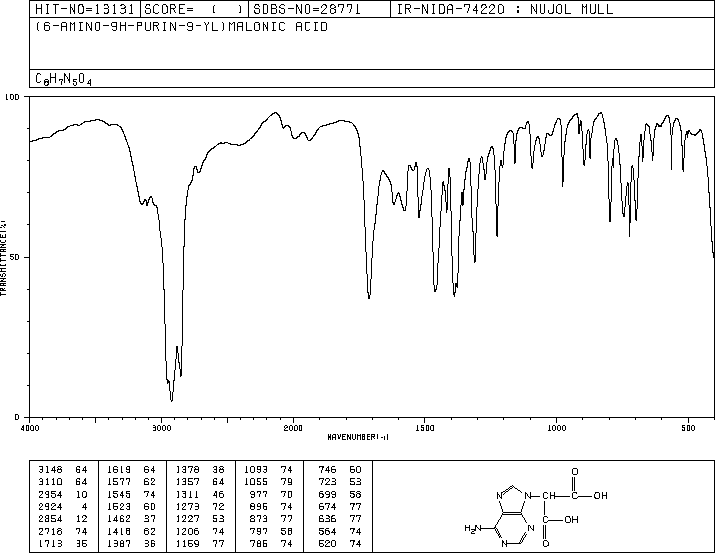 HIT-NO=13131 SCORE= ( ) SDBS-NO=28771 IR-NIDA-74220 : NUJOL MULL
(6-AMINO-9H-PURIN-9-YL)MALONIC ACID
C8H7N5O4
100
50
0
TRANSMITTANCE(%)
4000 3000 2000 1500 1000 500
WAVENUMBER(-1)
3148 64 1619 64 1378 38 1093 74 746 60
3110 64 1577 62 1357 64 1055 79 723 53
2954 10 1545 74 1311 46 977 70 699 58
2924 4 1523 60 1273 72 895 74 674 77
2854 12 1462 37 1227 53 873 77 636 77
2716 74 1418 62 1206 74 797 58 564 74
1713 35 1387 36 1159 77 786 74 520 74
O
N N CH C OH
N N C OH
H2N O